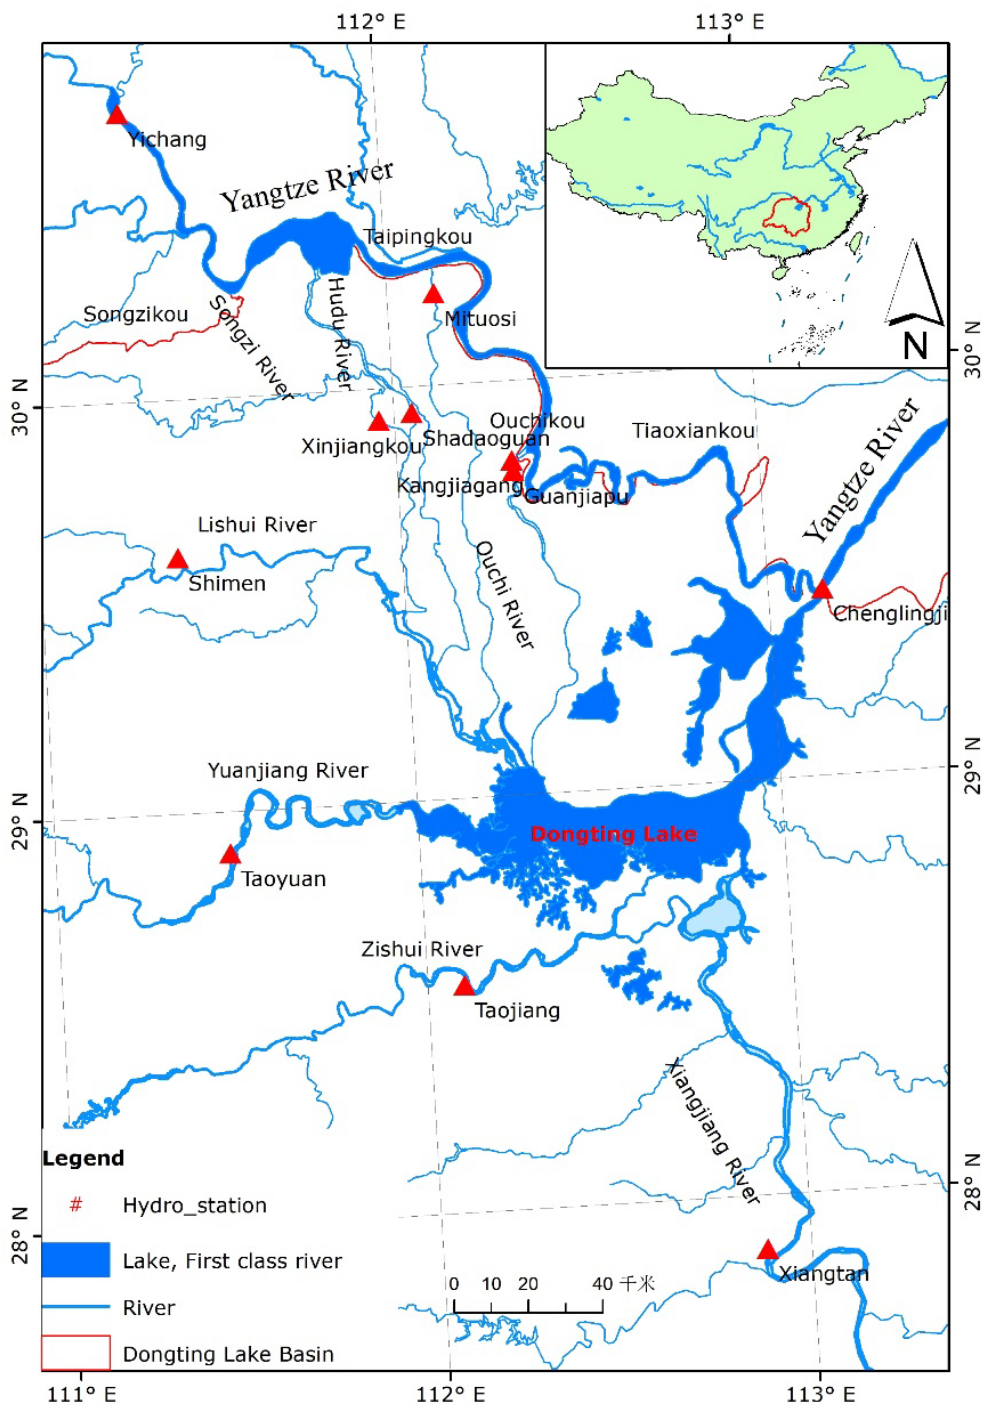 112° E
113° E
Yichang
Yangtze River
Taipingkou
Songzikou
Songzi River
Hudu River
Mituosi
N
30° N
30° N
Xinjiangkou
Shadaoguan
Ouchikou
Tiaoxiankou
Yangtze River
Kangjiagang
Guanjiapu
Lishui River
Shimen
Ouchi River
Chenglingji
Yuanjiang River
29° N
29° N
Dongting Lake
Taoyuan
Zishui River
Taojiang
Xiangjiang River
28° N
28° N
Legend
# Hydro_station
Lake, First class river
River
Dongting Lake Basin
Xiangtan
0 10 20 40 千米
111° E
112° E
113° E